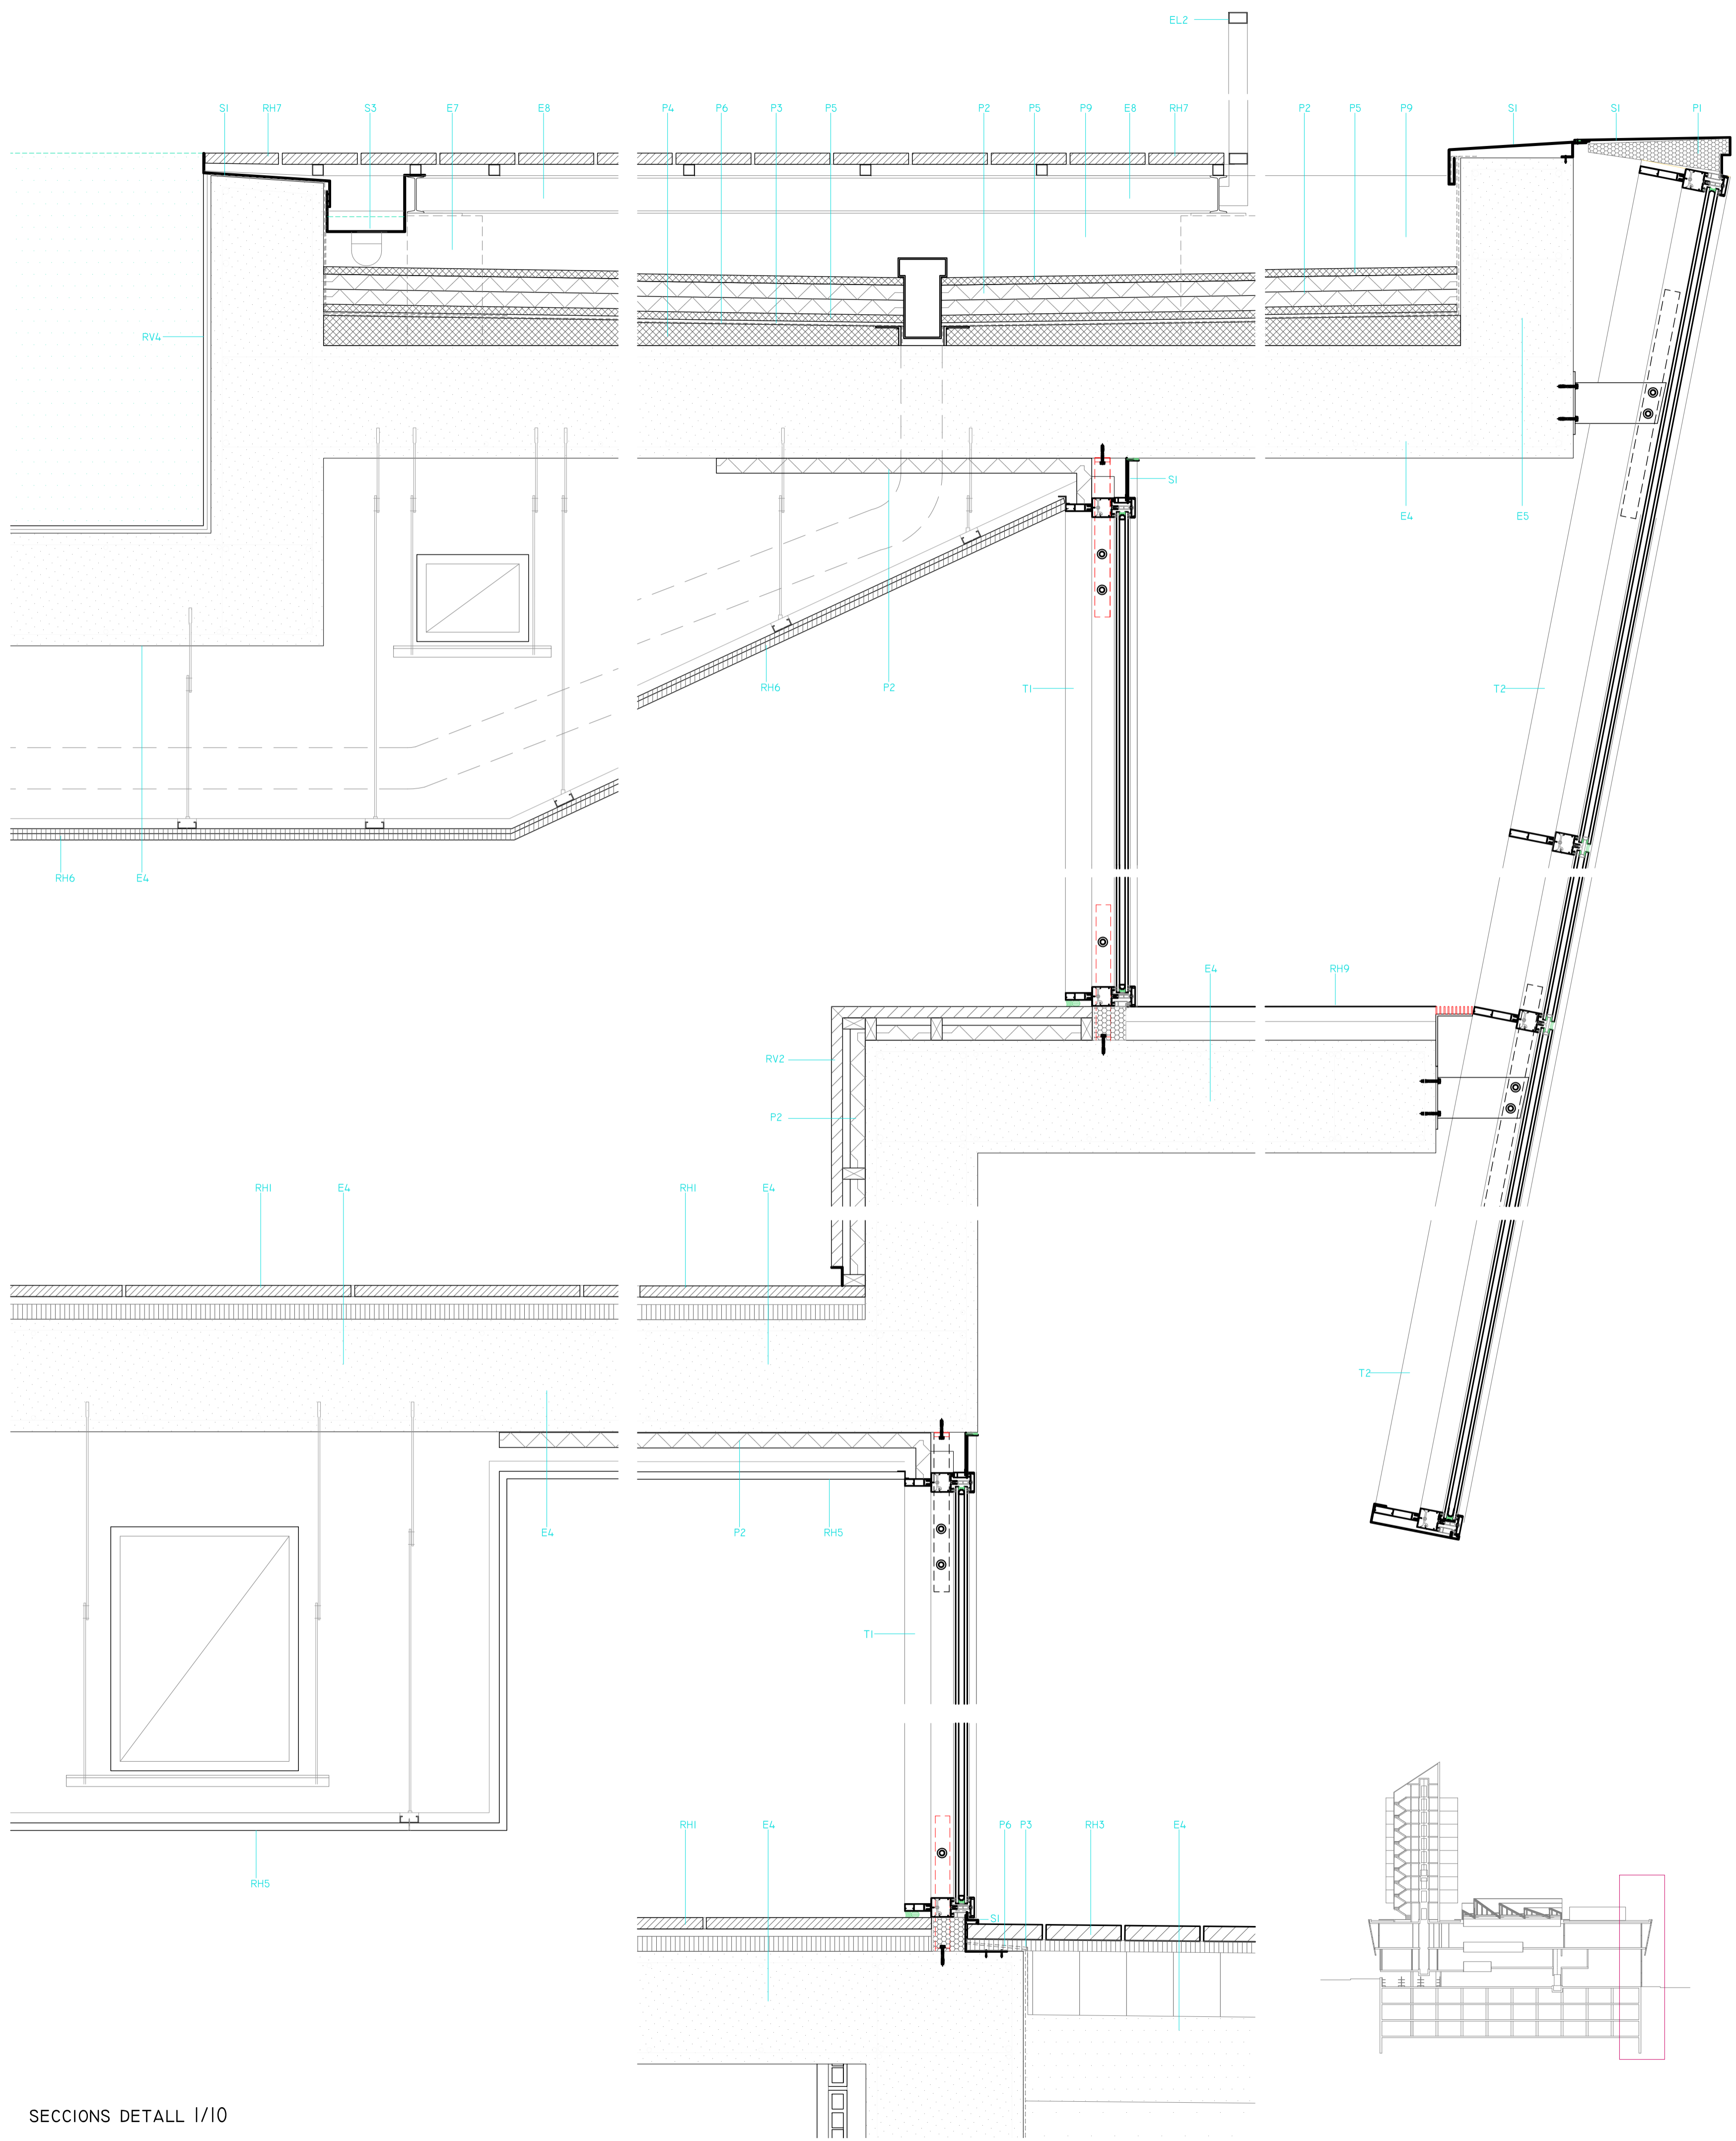 EL2
S1 RH7 S3 E7 E8 P4 P6 P3 P5 P2 P5 P9 E8 RH7 P2 P5 P9 S1 S1 P1
RV4
S1
E4 E5
RH6 P2 T1 T2
RH6 E4
E4 RH9
RV2
P2
RH1 E4 RH1 E4
T2
E4 P2 RH5
T1
RH1 E4 P6 P3 RH3 E4
RH5
S1
SECCIONS DETALL 1/10